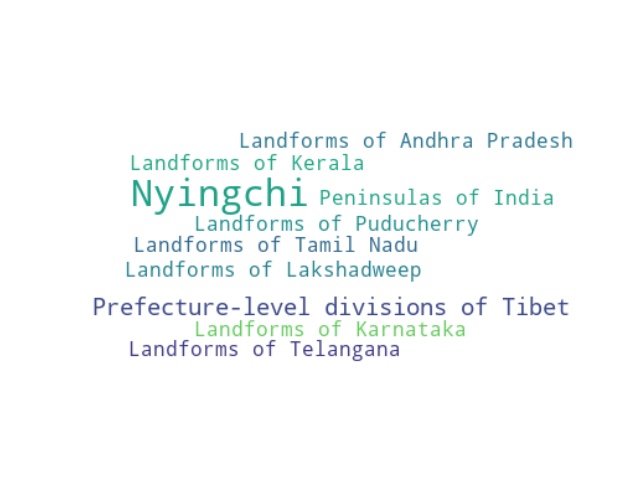 Landforms of Andhra Pradesh
Landforms of Kerala
Nyingchi Peninsulas of India
Landforms of Puducherry
Landforms of Tamil Nadu
Landforms of Lakshadweep
Prefecture-level divisions of Tibet
Landforms of Karnataka
Landforms of Telangana